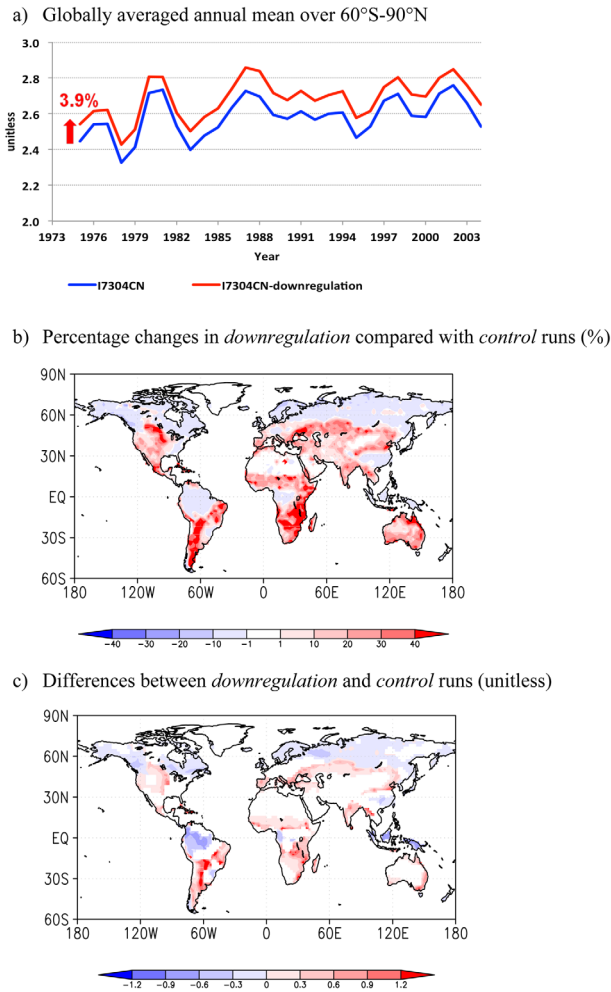 a) Globally averaged annual mean over 60°S-90°NN
3.0
2.8
2.6
2.4
2.2
2.0
unitless
3.9%
1973 1976 1979 1982 1985 1988 1991 1994 1997 2000 2003
Year
I7304CN I7304CN-downregulation
b) Percentage changes in downregulation compared with control runs (%)
90N
60N
30N
EQ
30S
60S
180 120W 60W 0 60E 120E 180
-40 -30 -20 -10 -1 1 10 20 30 40
c) Differences between downregulation and control runs (unitless)
90N
60N
30N
EQ
30S
60S
180 120W 60W 0 60E 120E 180
-1.2 -0.9 -0.6 -0.3 0 0.3 0.6 0.9 1.2